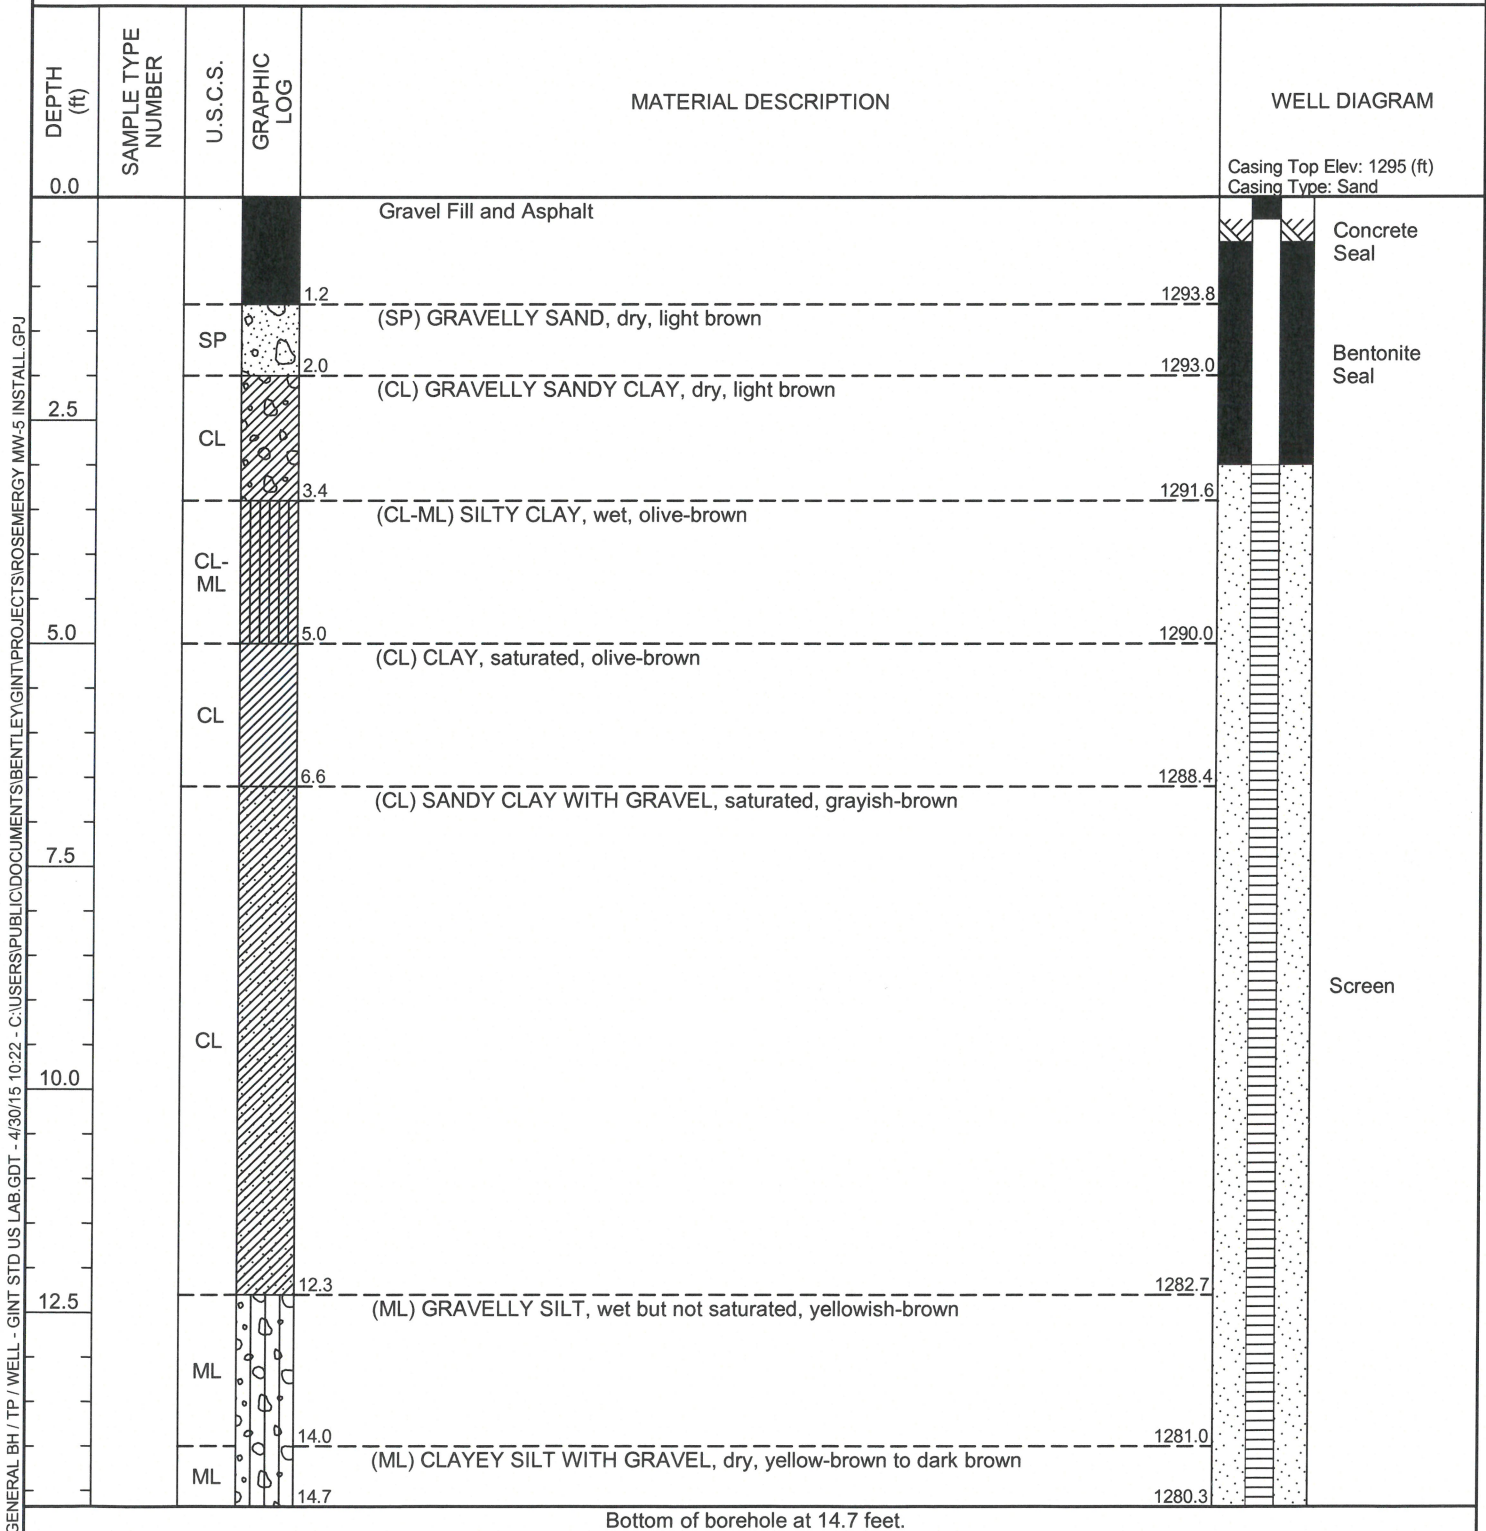 DEPTH
(ft)
SAMPLE TYPE
NUMBER
U.S.C.S.
GRAPHIC
LOG
MATERIAL DESCRIPTION
WELL DIAGRAM
Casing Top Elev: 1295 (ft)
Casing Type: Sand
0.0
Gravel Fill and Asphalt
Concrete
Seal
1.2
1293.8
SP
(SP) GRAVELLY SAND, dry, light brown
Bentonite
Seal
2.0
1293.0
(CL) GRAVELLY SANDY CLAY, dry, light brown
2.5
CL
3.4
1291.6
(CL-ML) SILTY CLAY, wet, olive-brown
CL-
ML
5.0
5.0
1290.0
(CL) CLAY, saturated, olive-brown
CL
6.6
1288.4
(CL) SANDY CLAY WITH GRAVEL, saturated, grayish-brown
7.5
Screen
CL
10.0
12.3
1282.7
12.5
(ML) GRAVELLY SILT, wet but not saturated, yellowish-brown
ML
14.0
1281.0
(ML) CLAYEY SILT WITH GRAVEL, dry, yellow-brown to dark brown
ML
14.7
1280.3
Bottom of borehole at 14.7 feet.
GENERAL BH / TP / WELL - GINT STD US LAB.GDT - 4/30/15 10:22 - C:\USERS\PUBLIC\DOCUMENTS\BENTLEY\GINT\PROJECTS\ROSEMERGY MW-5 INSTALL.GPJ